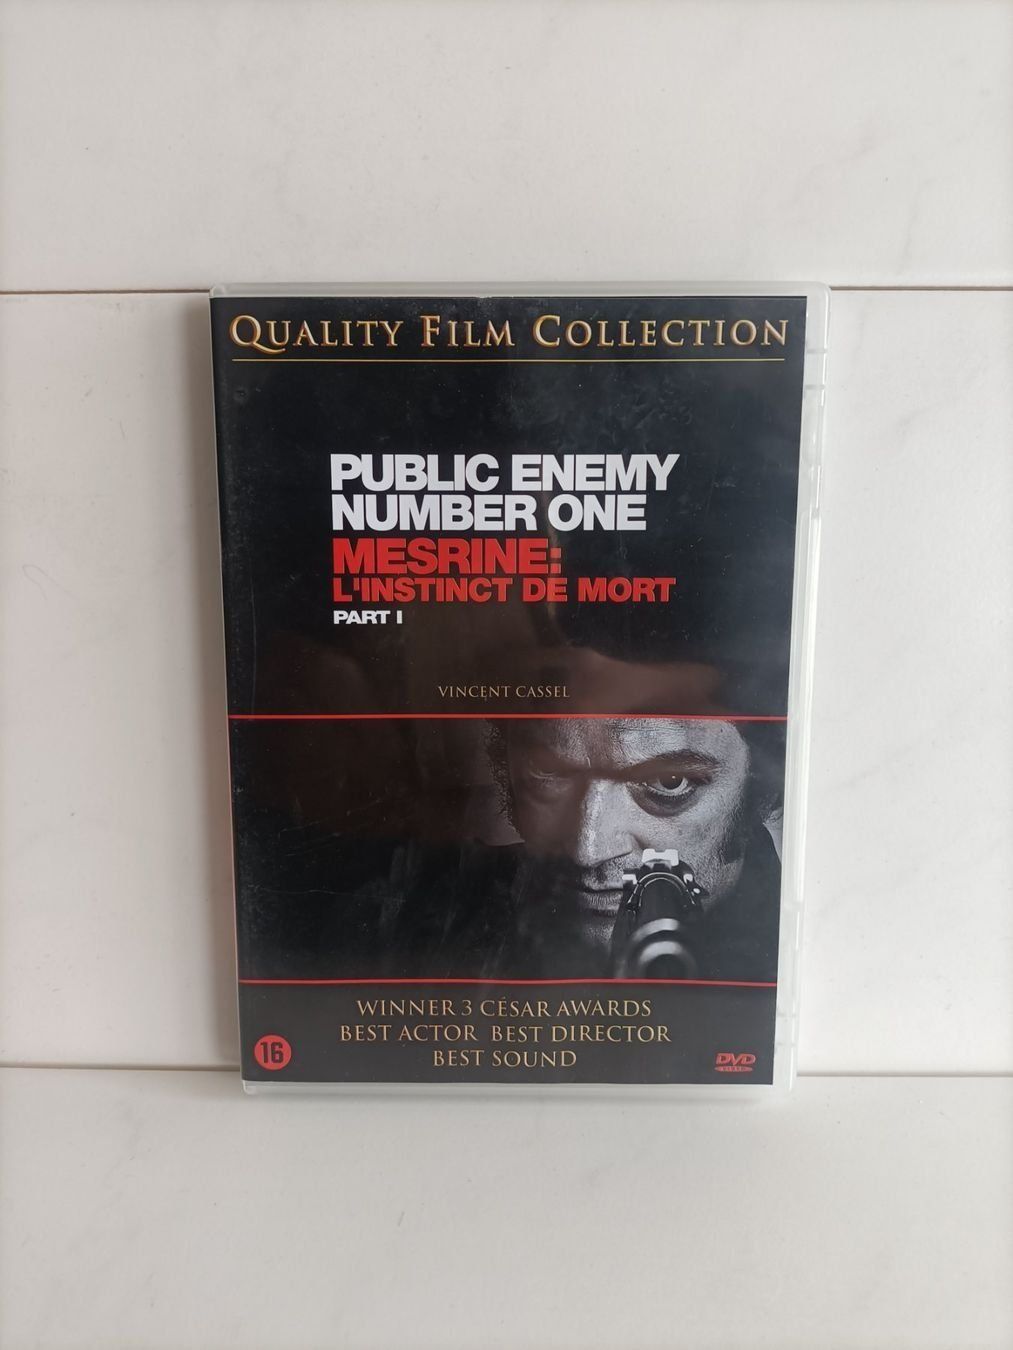 QUALITY FILM COLLECTION
PUBLIC ENEMY
NUMBER ONE
MESRINE:
L'INSTINCT DE MORT
PART I
VINCENT CASSEL
WINNER 3 CÉSAR AWARDS
BEST ACTOR BEST DIRECTOR
BEST SOUND
16
DVD
VIDEO